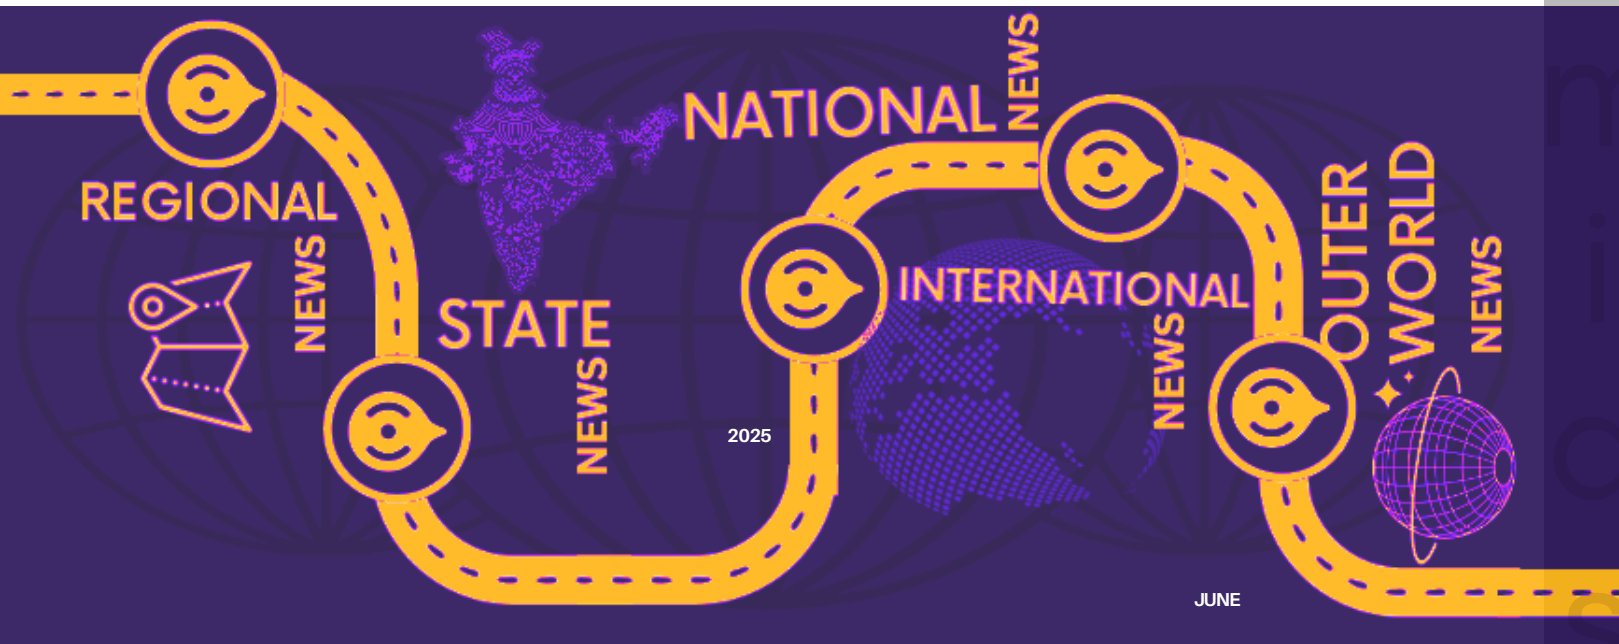 REGIONAL
NEWS
STATE
NEWS
2025
NATIONAL
NEWS
INTERNATIONAL
NEWS
OUTER
WORLD
NEWS
JUNE